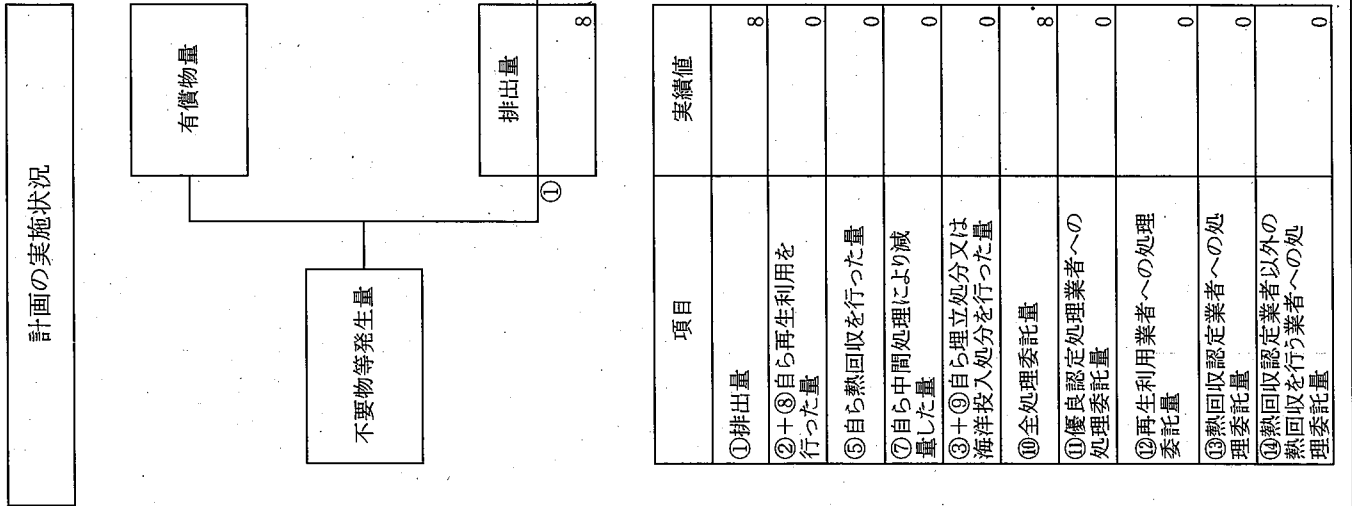 計画の実施状況
有償物量
不要物等発生量
①
排出量
8
項目
実績値
①排出量
8
②+⑧自ら再生利用を
行った量
0
⑤自ら熱回収を行った量
0
⑦自ら中間処理により減
量した量
0
③+⑨自ら埋立処分又は
海洋投入処分を行った量
0
⑩全処理委託量
8
⑪優良認定処理業者への
処理委託量
0
⑫再生利用業者への処理
委託量
0
⑬熱回収認定業者への処
理委託量
0
⑭熱回収認定業者以外の
熱回収を行う業者への処
理委託量
0